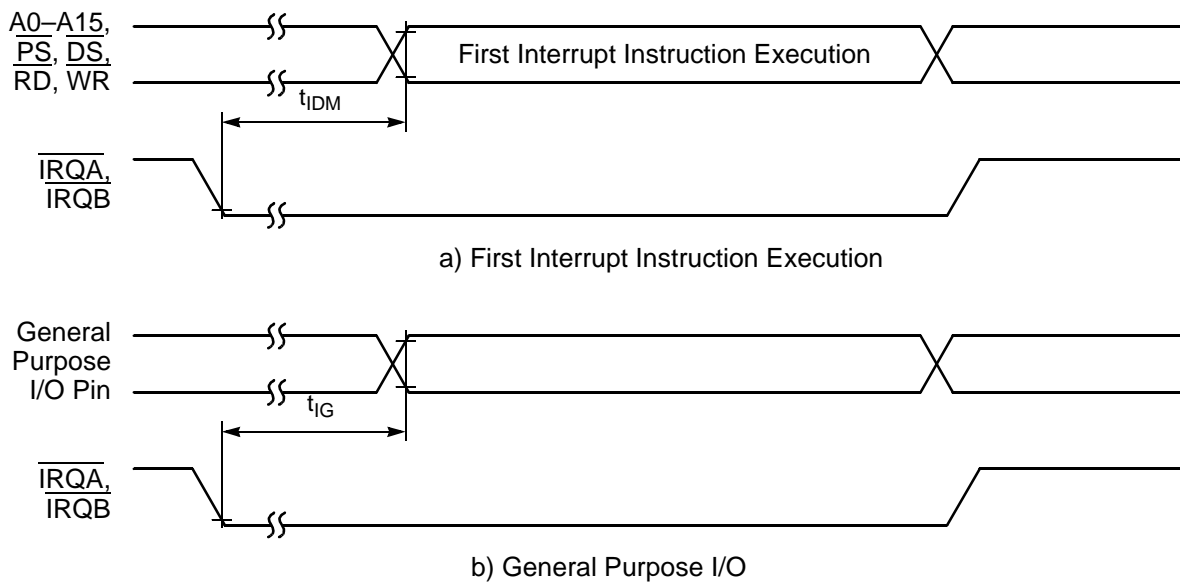 A0–A15,
PS, DS,
RD, WR
First Interrupt Instruction Execution
tIDM
IRQA,
IRQB
a) First Interrupt Instruction Execution
General
Purpose
I/O Pin
tIG
IRQA,
IRQB
b) General Purpose I/O